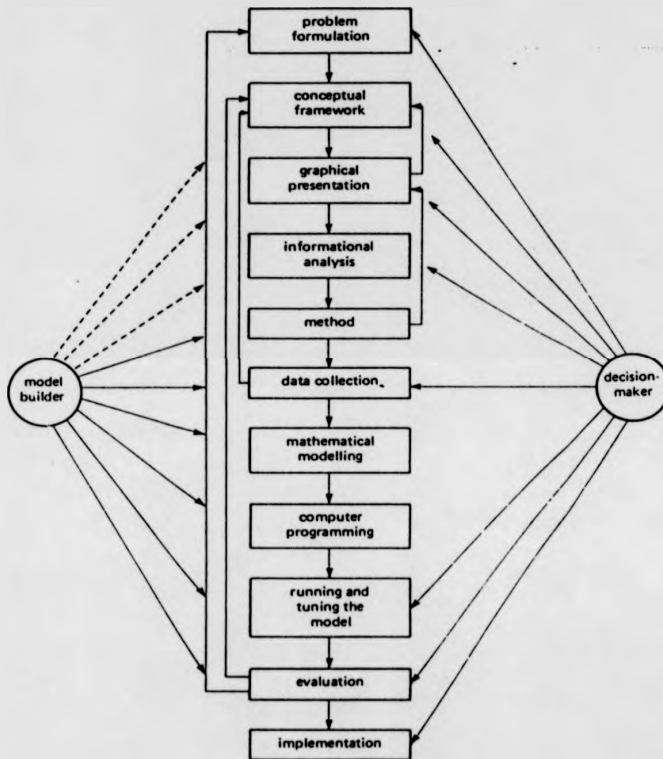 problem
formulation
conceptual
framework
graphical
presentation
informational
analysis
method
model
builder
data collection
decision-
maker
mathematical
modelling
computer
programming
running and
tuning the
model
evaluation
implementation